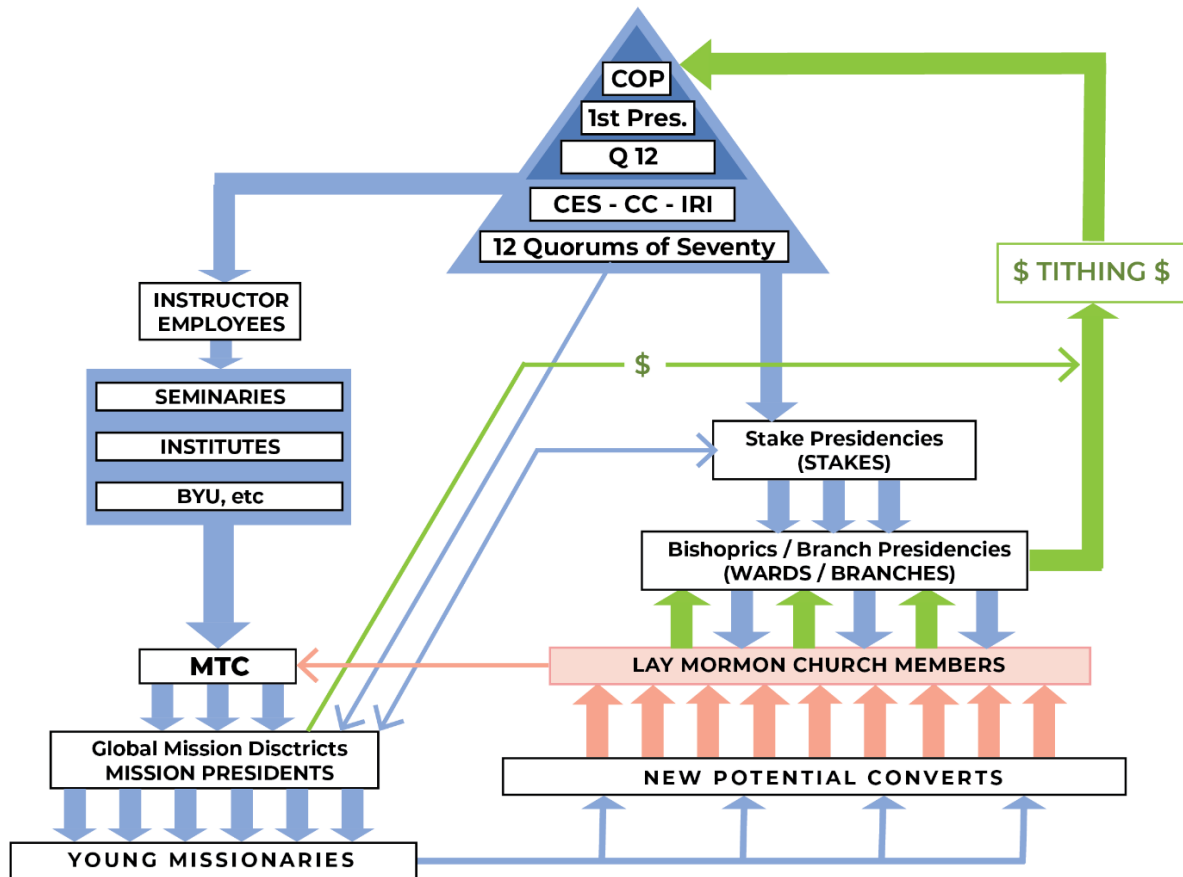 COP
1st Pres.
Q 12
CES - CC - IRI
12 Quorums of Seventy
$ TITHING $
INSTRUCTOR
EMPLOYEES
SEMINARIES
INSTITUTES
BYU, etc
$
Stake Presidencies
(STAKES)
Bishoprics / Branch Presidencies
(WARDS / BRANCHES)
MTC
LAY MORMON CHURCH MEMBERS
Global Mission Disctricts
MISSION PRESIDENTS
NEW POTENTIAL CONVERTS
YOUNG MISSIONARIES